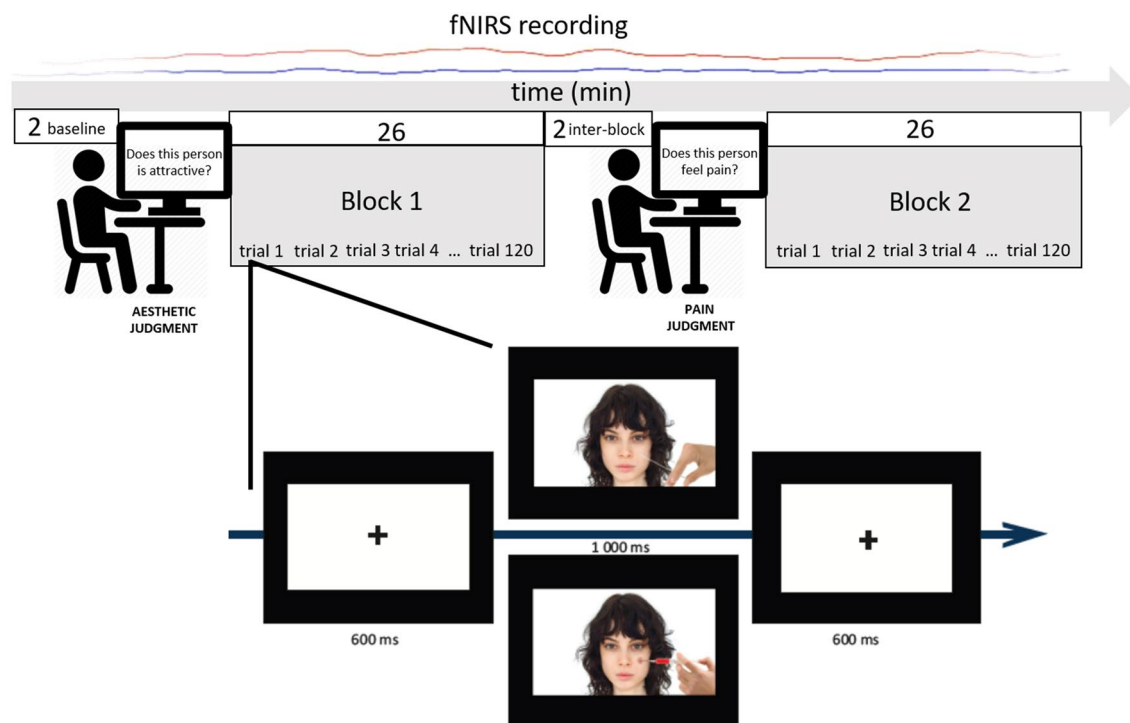 fNIRS recording
time (min)
2 baseline
26
2 inter-block
26
Does this person
is attractive?
Does this person
feel pain?
Block 1
Block 2
trial 1 trial 2 trial 3 trial 4 ... trial 120
trial 1 trial 2 trial 3 trial 4 ... trial 120
AESTHETIC
JUDGMENT
PAIN
JUDGMENT
1 000 ms
600 ms
600 ms